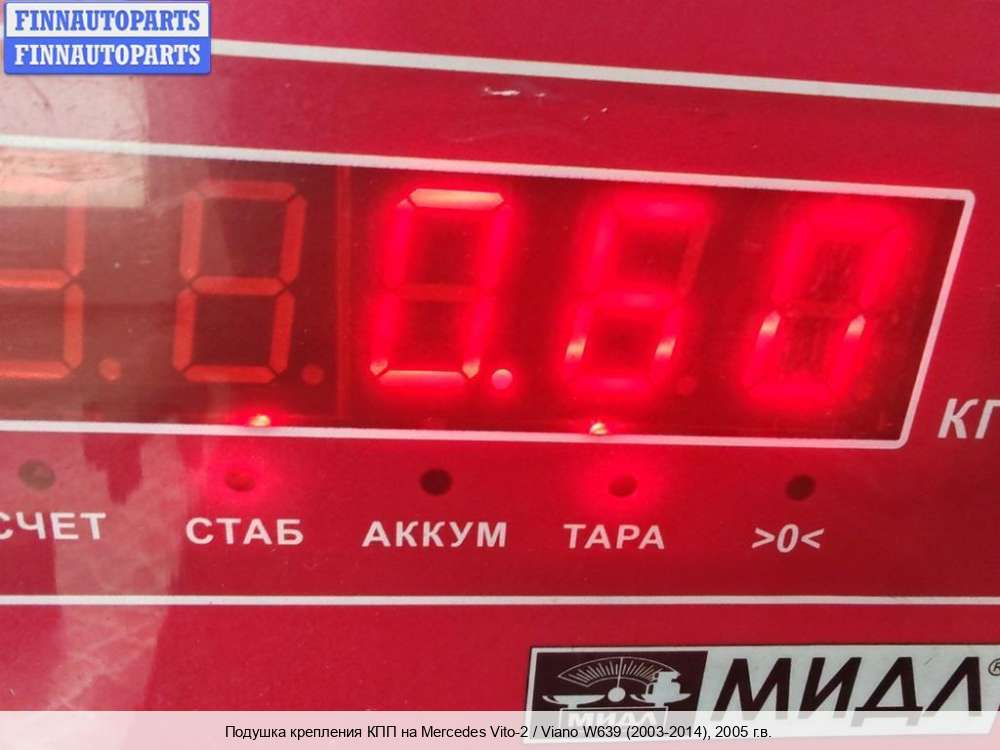 FINNAUTOPARTS
FINNAUTOPARTS
0.60
КГ
СЧЕТ СТАБ АККУМ ТАРА >0<
МИДЛ МИДЛ®
Подушка крепления КПП на Mercedes Vito-2 / Viano W639 (2003-2014), 2005 г.в.